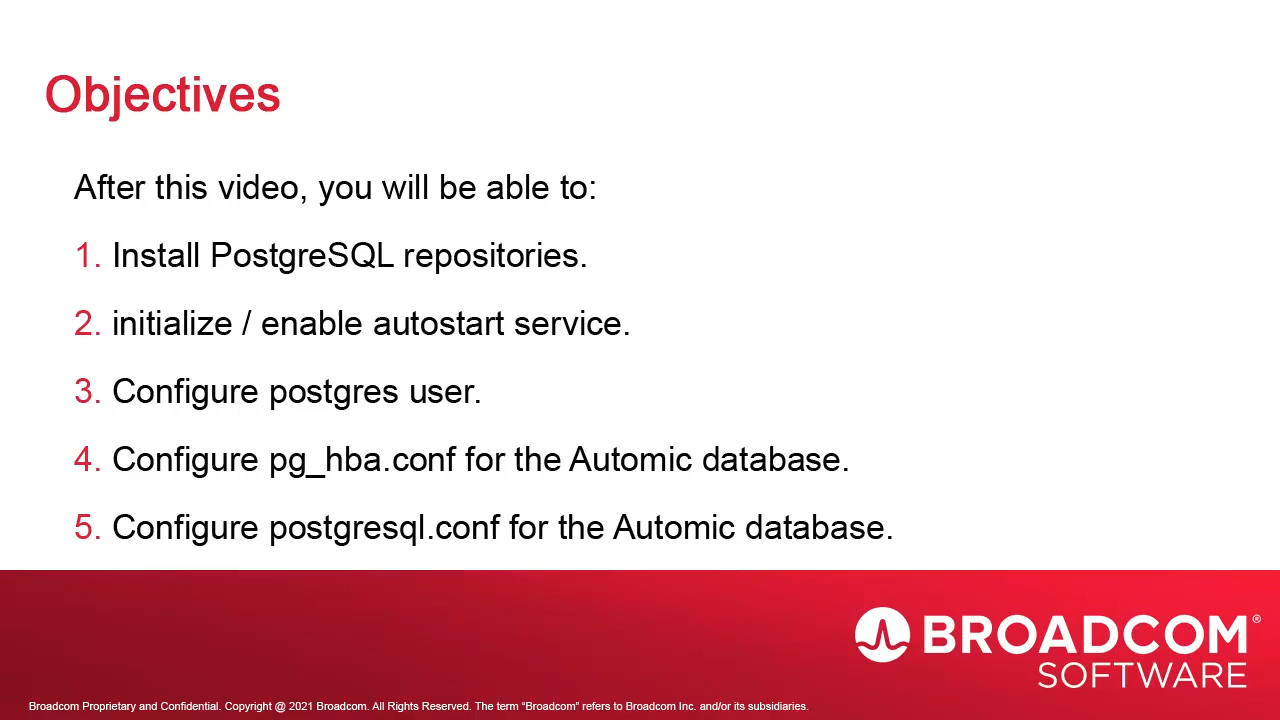 Objectives
After this video, you will be able to:
1. Install PostgreSQL repositories.
2. initialize / enable autostart service.
3. Configure postgres user.
4. Configure pg_hba.conf for the Automic database.
5. Configure postgresql.conf for the Automic database.
BROADCOM®
SOFTWARE
Broadcom Proprietary and Confidential. Copyright @ 2021 Broadcom. All Rights Reserved. The term “Broadcom” refers to Broadcom Inc. and/or its subsidiaries.